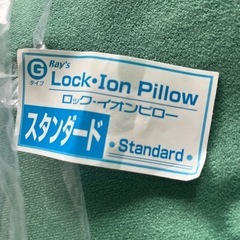 Ray's
G
タイプ
Lock・Ion Pillow
ロック・イオンピロー
スタンダード
・Standard・